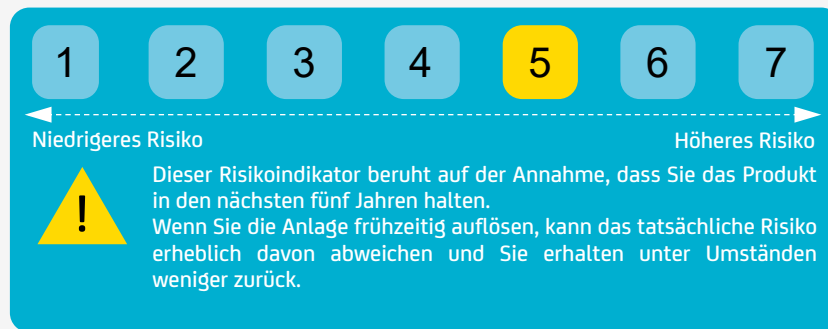 1 2 3 4 5 6 7
Niedrigeres Risiko Höheres Risiko
!
Dieser Risikoindikator beruht auf der Annahme, dass Sie das Produkt
in den nächsten fünf Jahren halten.
Wenn Sie die Anlage frühzeitig auflösen, kann das tatsächliche Risiko
erheblich davon abweichen und Sie erhalten unter Umständen
weniger zurück.